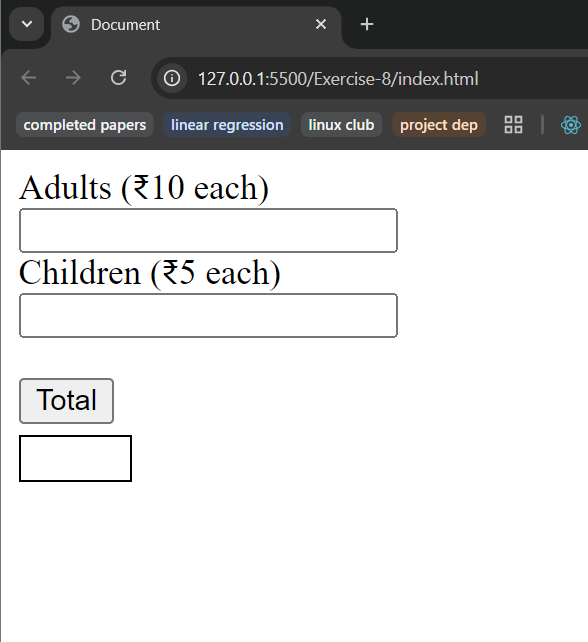 Document
127.0.0.1:5500/Exercise-8/index.html
completed papers linear regression linux club project dep
Adults (₹10 each)
Children (₹5 each)
Total